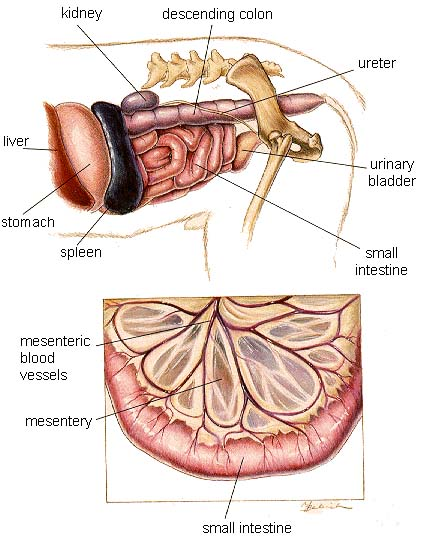 kidney
descending colon
ureter
liver
urinary
bladder
stomach
spleen
small
intestine
mesenteric
blood
vessels
mesentery
small intestine